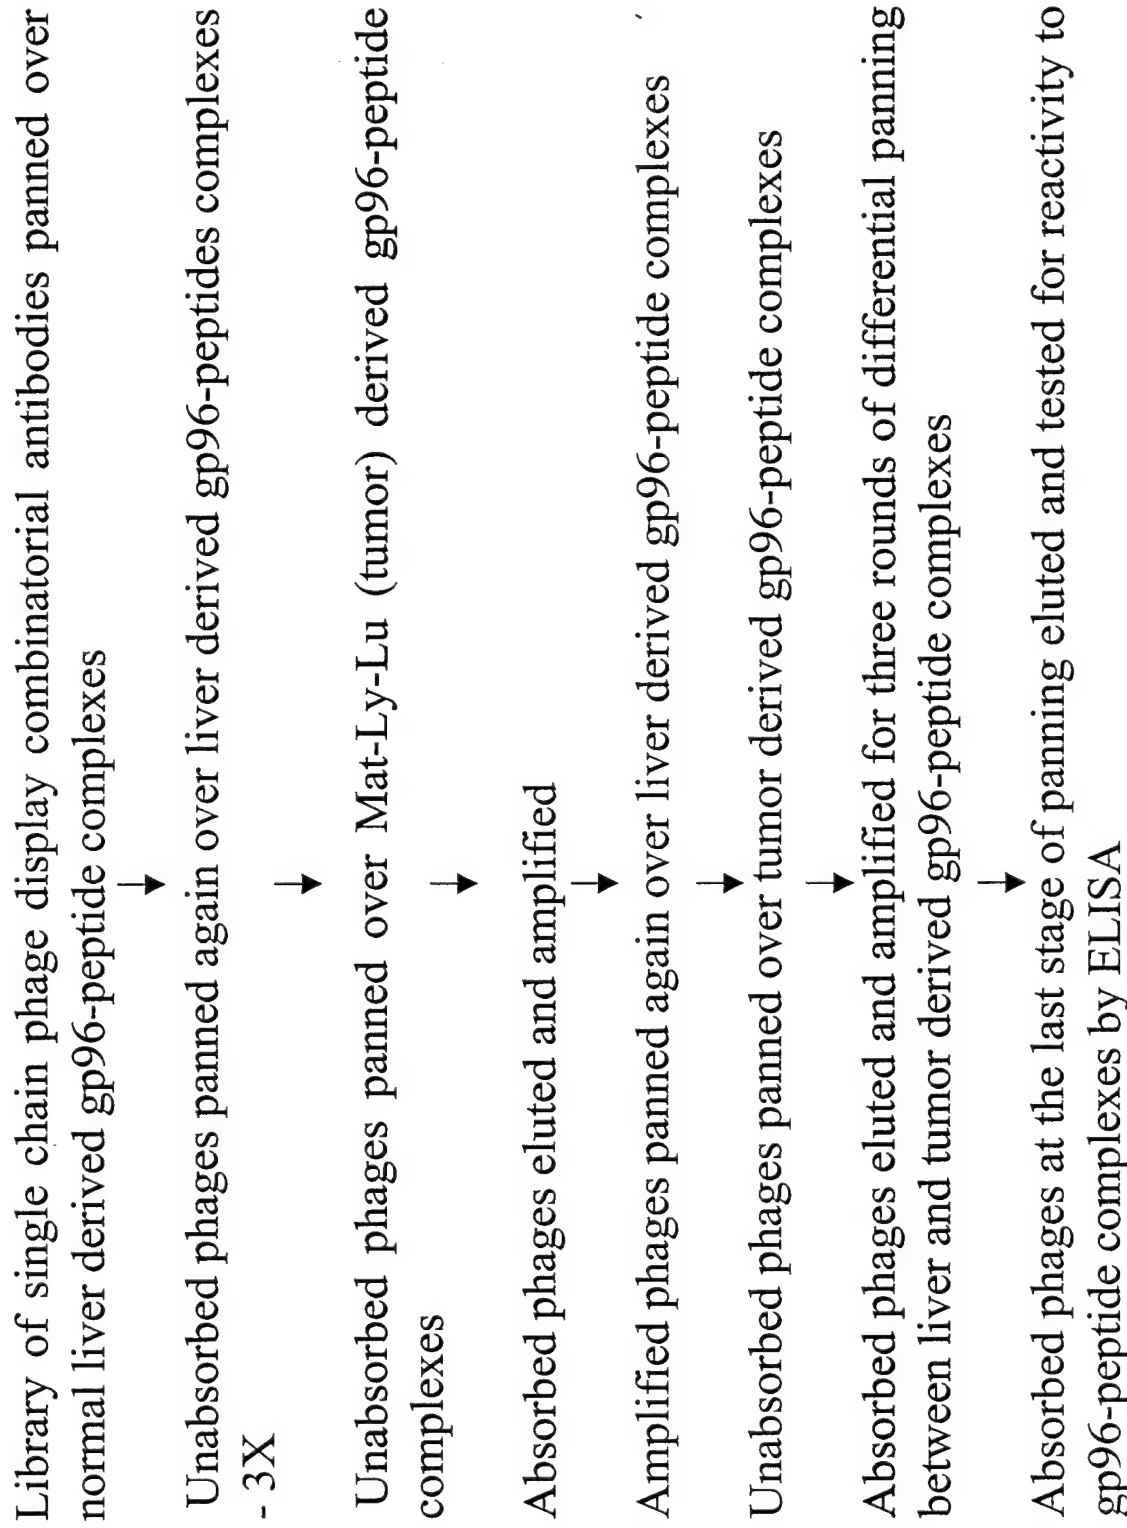 Library of single chain phage display combinatorial antibodies panned over
normal liver derived gp96-peptide complexes
Unabsorbed phages panned again over liver derived gp96-peptides complexes
- 3X
Unabsorbed phages panned over Mat-Ly-Lu (tumor) derived gp96-peptide
complexes
Absorbed phages eluted and amplified
Amplified phages panned again over liver derived gp96-peptide complexes
Unabsorbed phages panned over tumor derived gp96-peptide complexes
Absorbed phages eluted and amplified for three rounds of differential panning
between liver and tumor derived gp96-peptide complexes
Absorbed phages at the last stage of panning eluted and tested for reactivity to
gp96-peptide complexes by ELISA